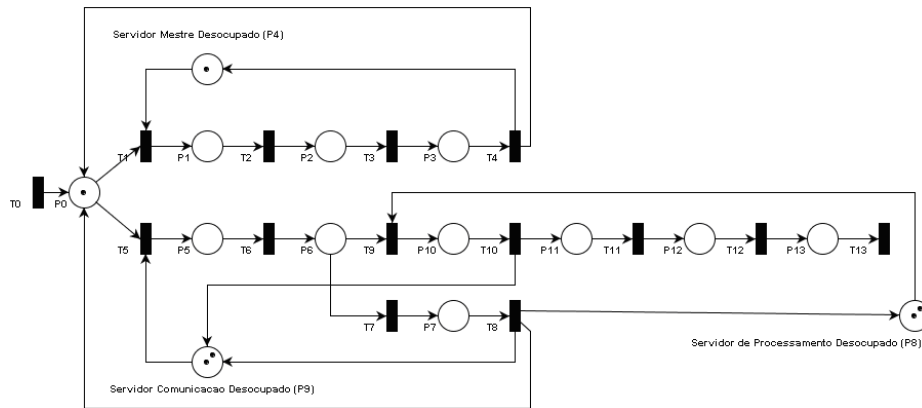 Servidor Mestre Desocupado (P4)
T1
P1
T2
P2
T3
P3
T4
T0
P0
T5
P5
T6
P6
T9
P10
T10
P11
T11
P12
T12
P13
T13
T7
P7
T8
Servidor de Processamento Desocupado (P8)
Servidor Comunicacao Desocupado (P9)